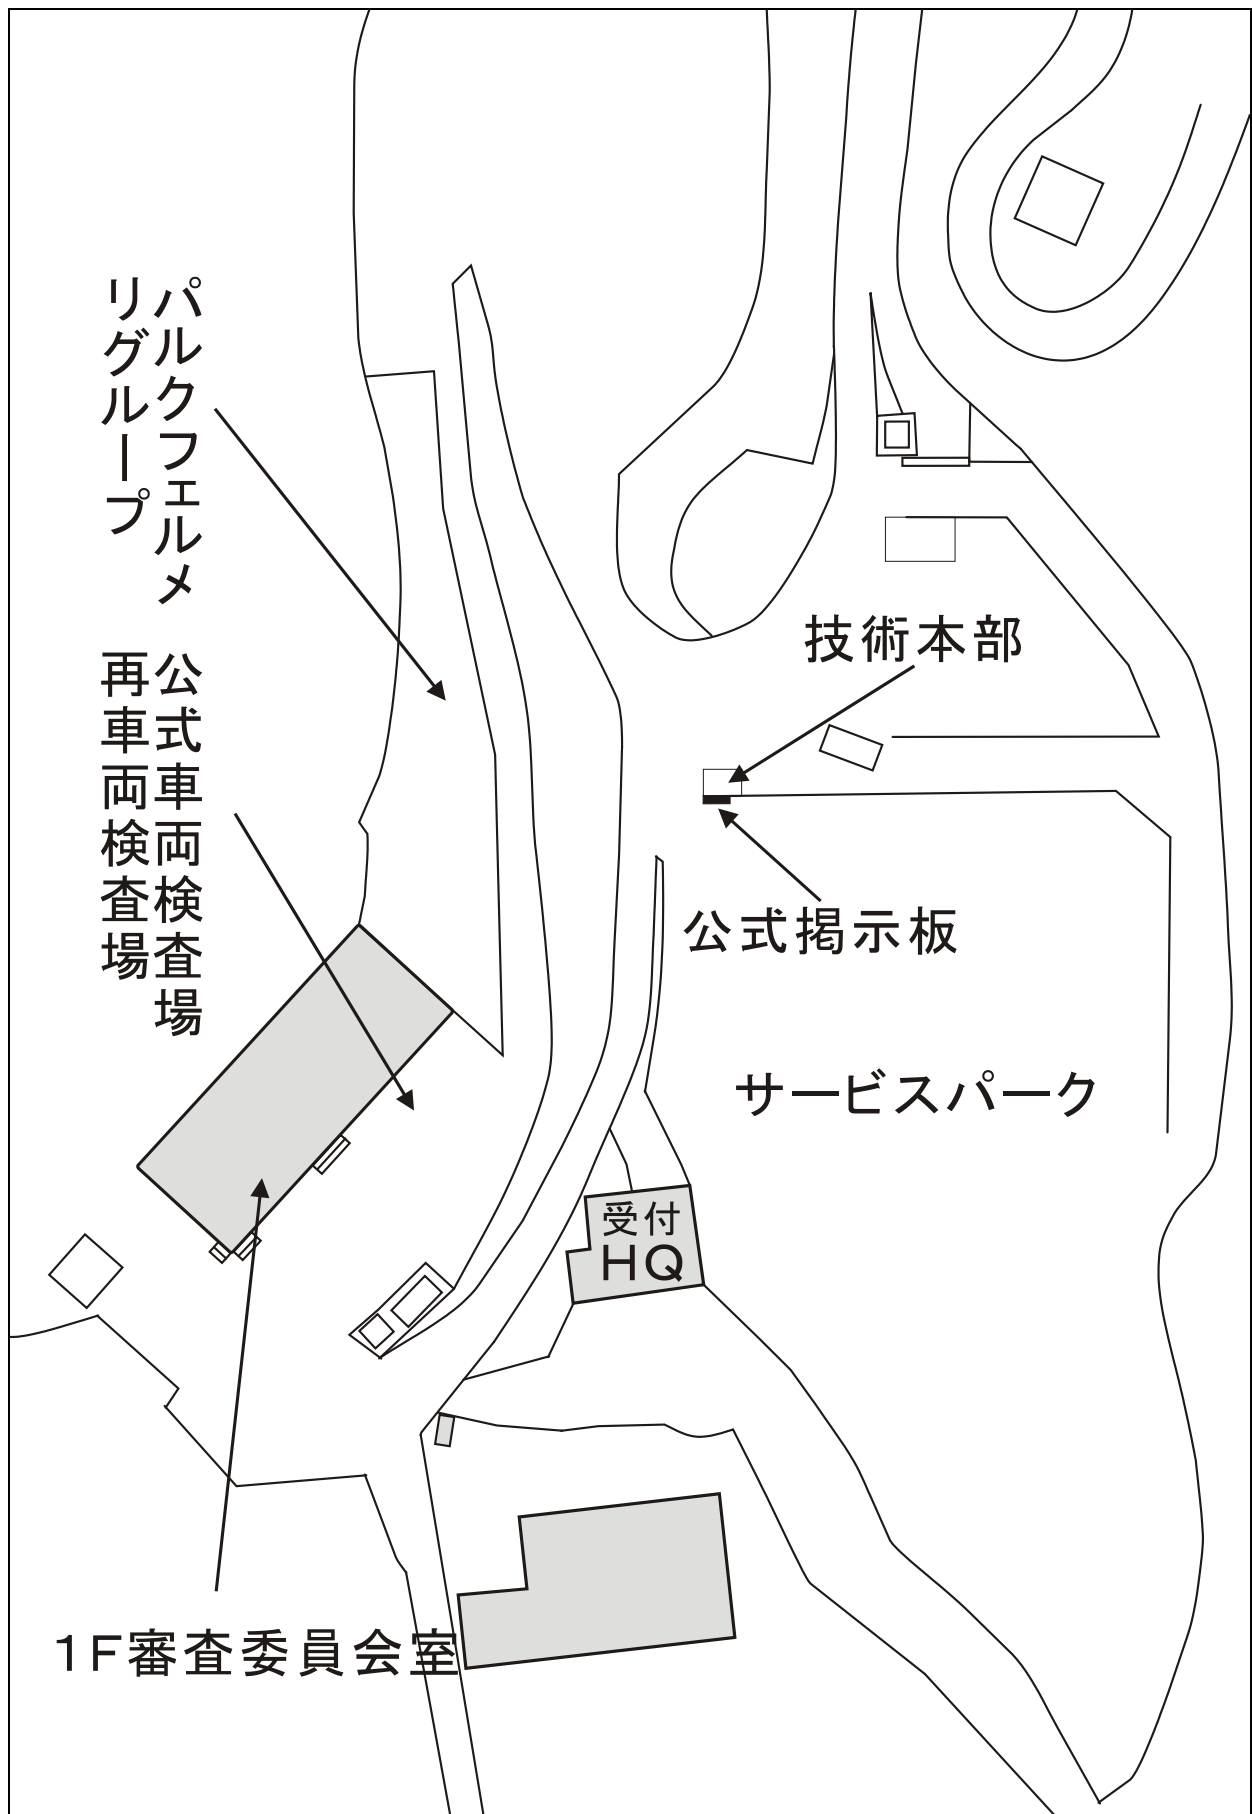 パルクフェルメ
リグループ
公式車両検査場
再車両検査場
技術本部
公式掲示板
サービスパーク
受付
HQ
1F審査委員会室